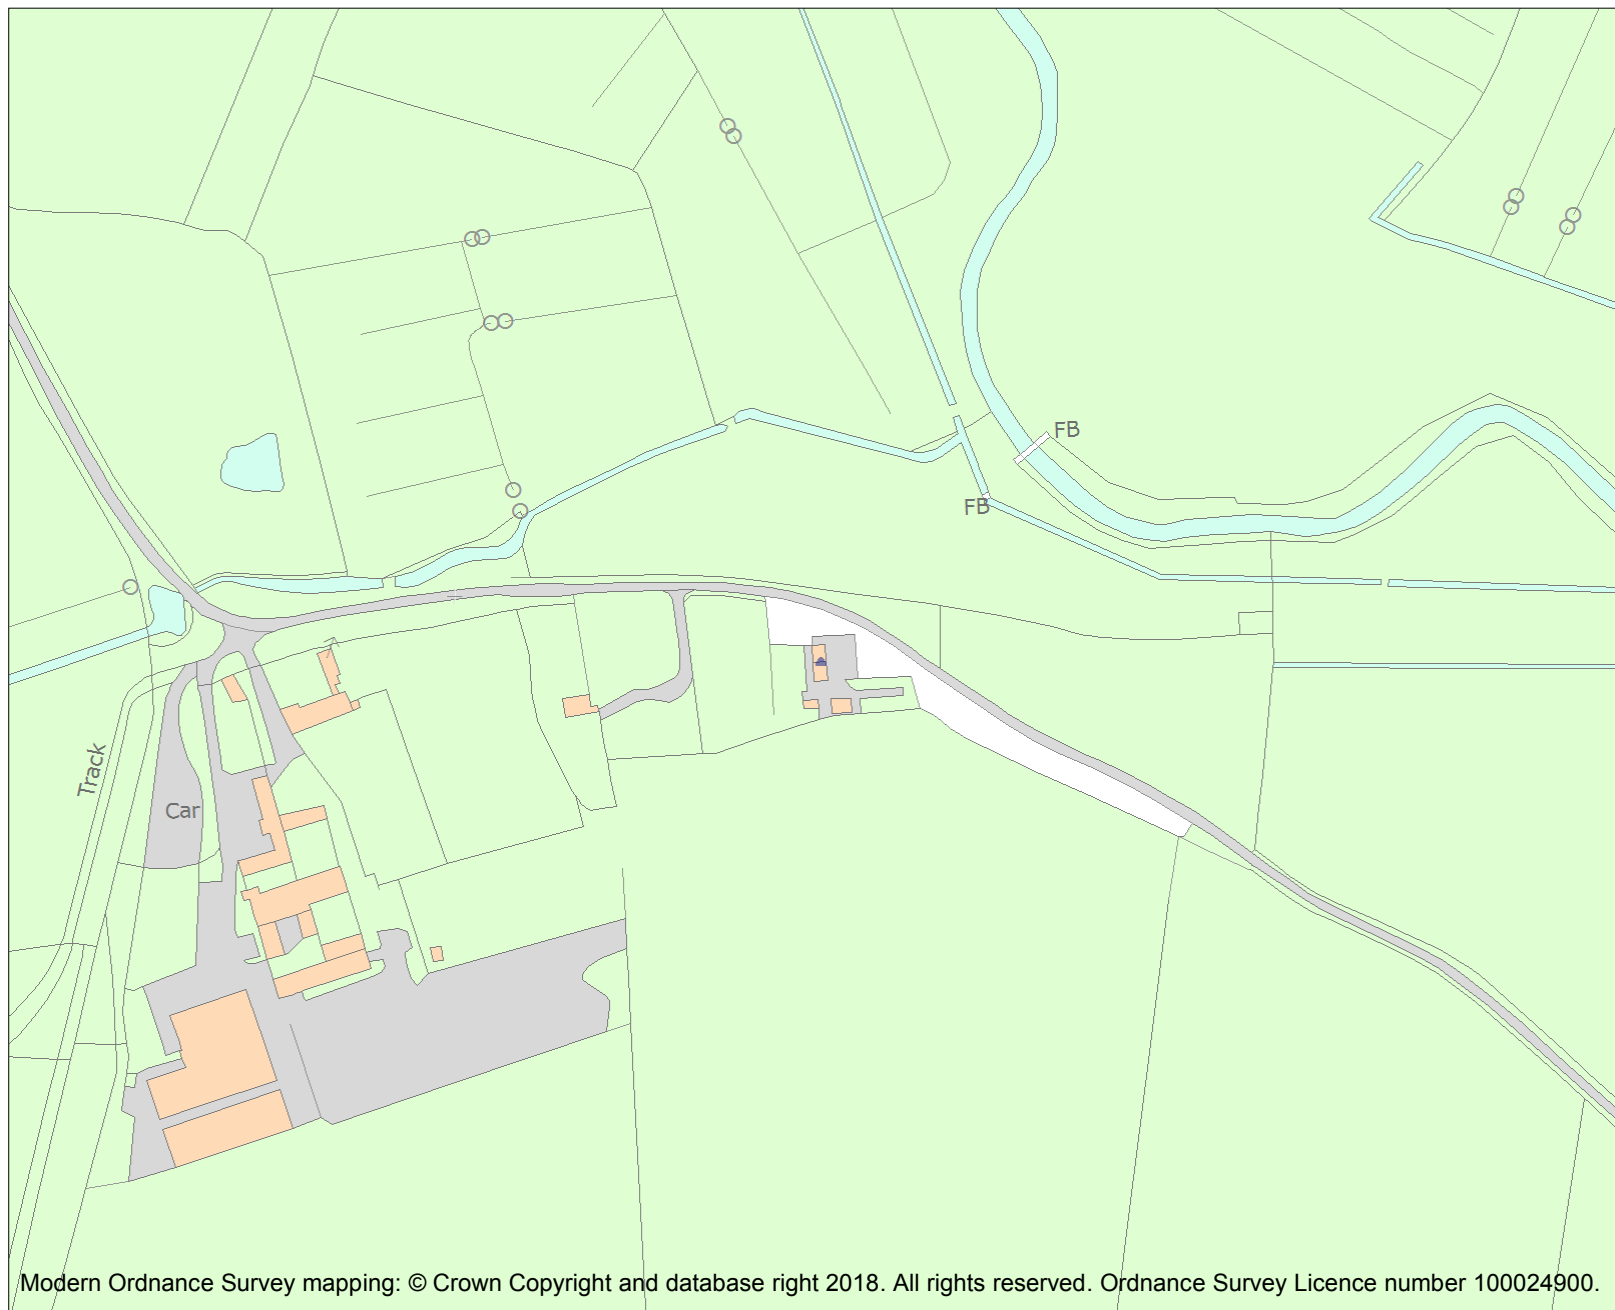 FB
FB
Track
Car
Modern Ordnance Survey mapping: © Crown Copyright and database right 2018. All rights reserved. Ordnance Survey Licence number 100024900.